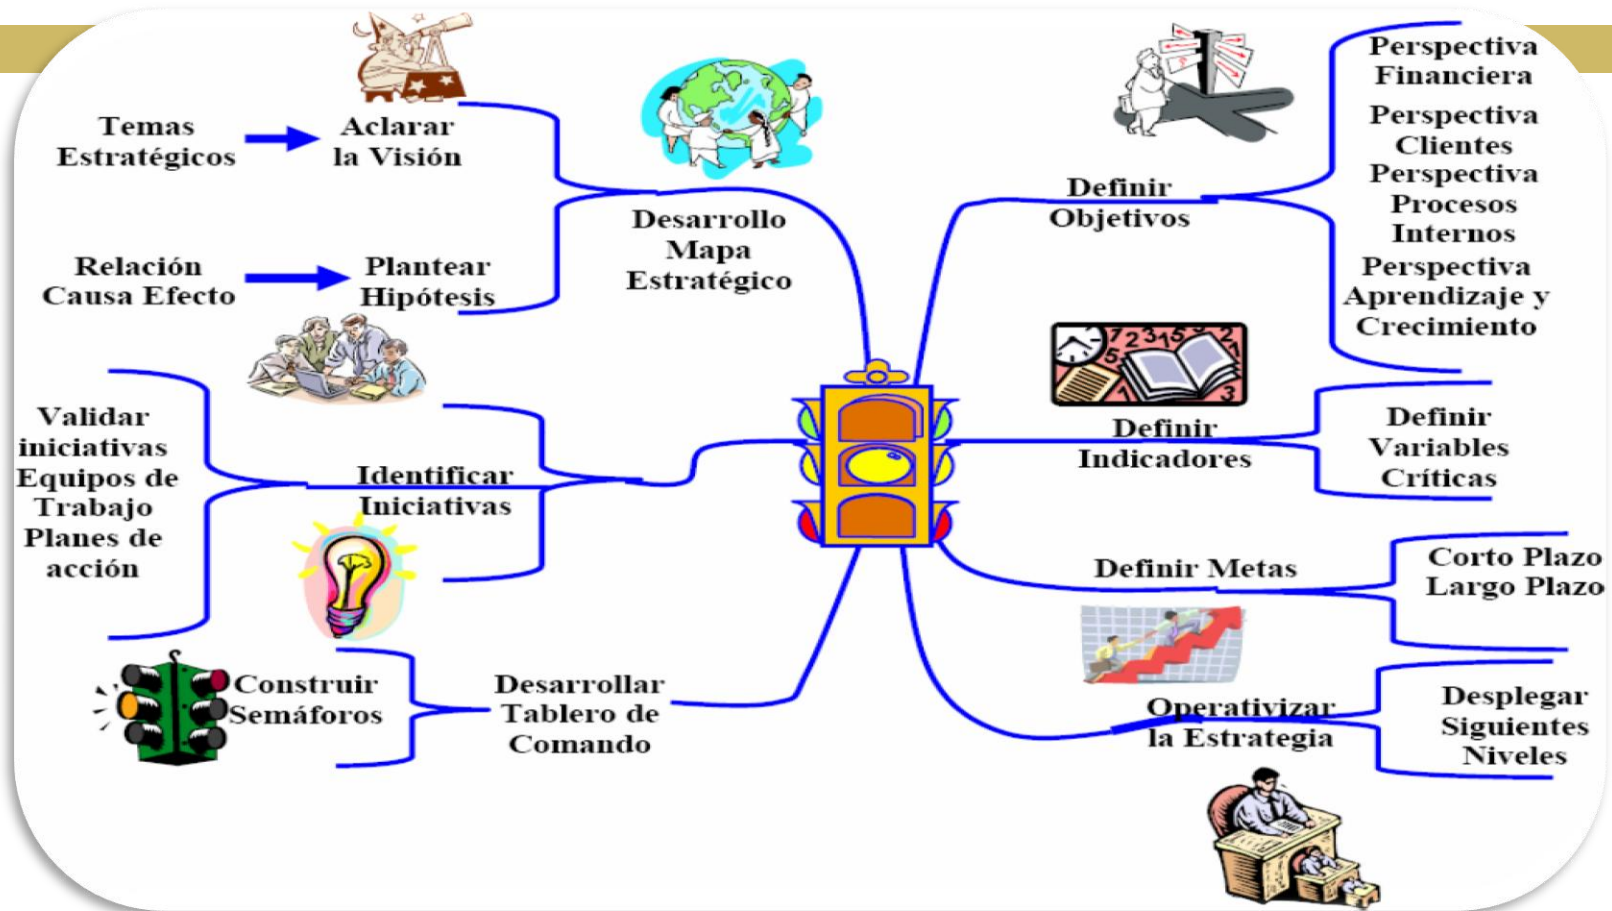 Temas
Estratégicos
Aclarar
la Visión
Relación
Causa Efecto
Plantear
Hipótesis
Desarrollo
Mapa
Estratégico
Validar
iniciativas
Equipos de
Trabajo
Planes de
acción
Identificar
Iniciativas
Construir
Semáforos
Desarrollar
Tablero de
Comando
Definir
Objetivos
Perspectiva
Financiera
Perspectiva
Clientes
Perspectiva
Procesos
Internos
Perspectiva
Aprendizaje y
Crecimiento
Definir
Indicadores
Definir
Variables
Críticas
Definir Metas
Corto Plazo
Largo Plazo
Operativizar
la Estrategia
Desplegar
Siguientes
Niveles